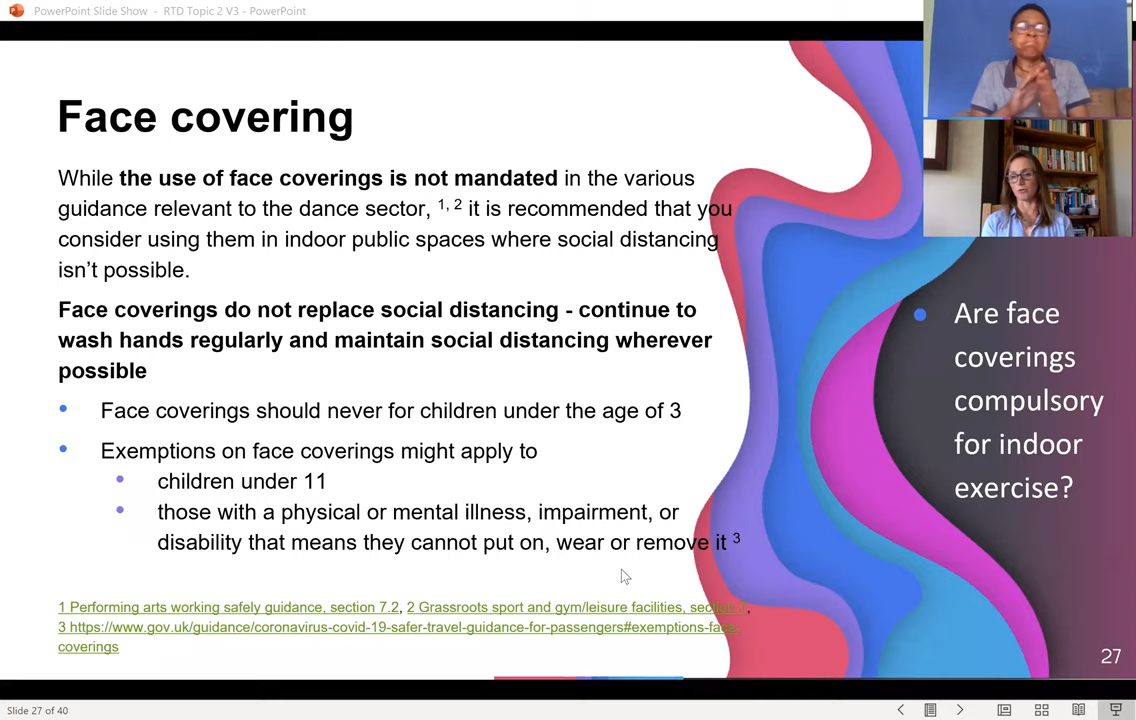 PowerPoint Slide Show - RTD Topic 2 V3 - PowerPoint
Face covering
While the use of face coverings is not mandated in the various
guidance relevant to the dance sector, 1, 2 it is recommended that you
consider using them in indoor public spaces where social distancing
isn't possible.
Face coverings do not replace social distancing - continue to
wash hands regularly and maintain social distancing wherever
possible
• Face coverings should never for children under the age of 3
• Exemptions on face coverings might apply to
• children under 11
• those with a physical or mental illness, impairment, or
disability that means they cannot put on, wear or remove it 3
1 Performing arts working safely guidance, section 7.2, 2 Grassroots sport and gym/leisure facilities,
3 https://www.gov.uk/guidance/coronavirus-covid-19-safer-travel-guidance-for-passengers#exemptions-face-
coverings
• Are face
coverings
compulsory
for indoor
exercise?
27
Slide 27 of 40